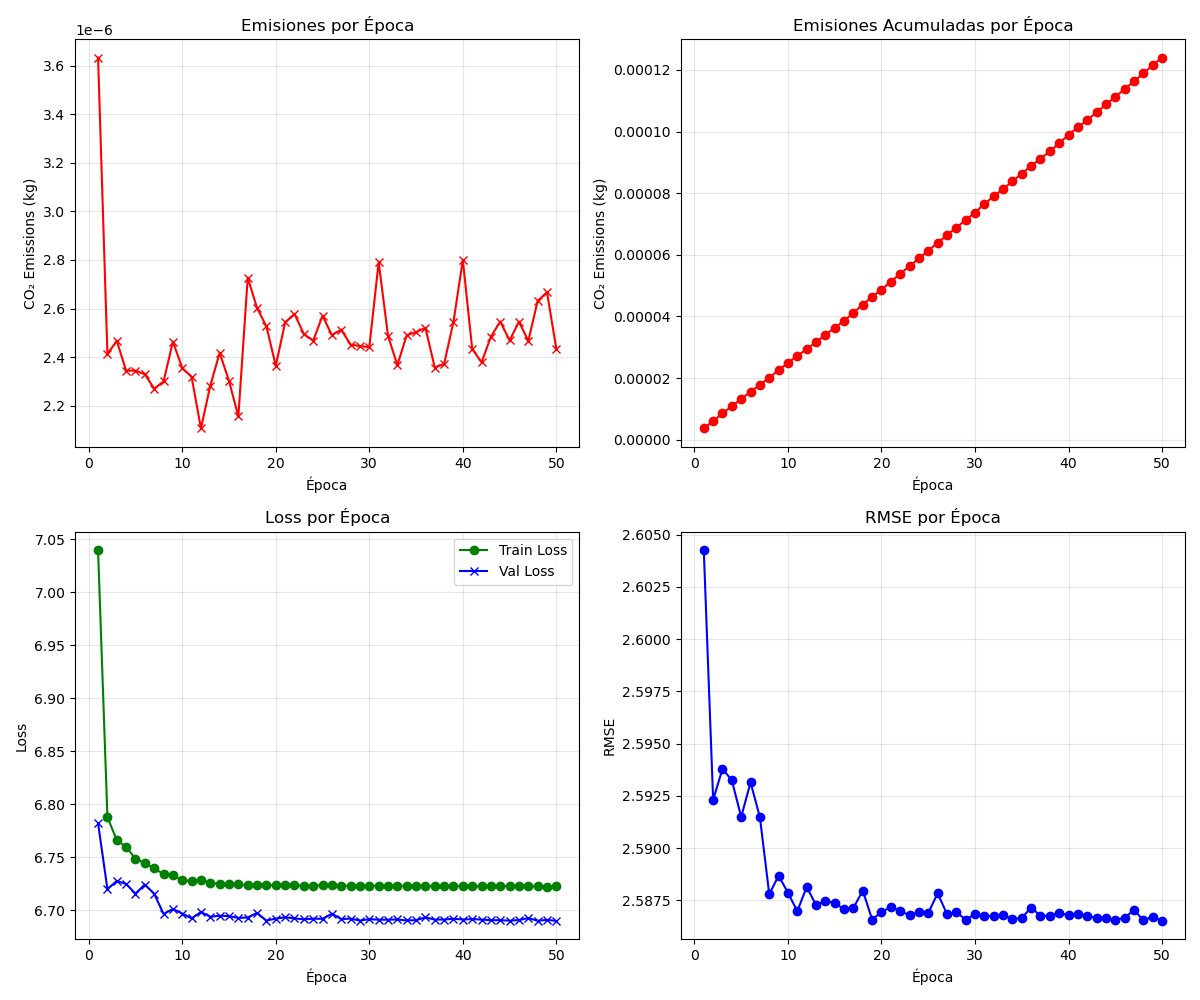 Emisiones por Época
1e−6
3.6
3.4
3.2
3.0
2.8
2.6
2.4
2.2
CO₂ Emissions (kg)
0 10 20 30 40 50
Época
Emisiones Acumuladas por Época
0.00012
0.00010
0.00008
0.00006
0.00004
0.00002
0.00000
CO₂ Emissions (kg)
0 10 20 30 40 50
Época
Loss por Época
7.05
7.00
6.95
6.90
6.85
6.80
6.75
6.70
Loss
Train Loss
Val Loss
0 10 20 30 40 50
Época
RMSE por Época
2.6050
2.6025
2.6000
2.5975
2.5950
2.5925
2.5900
2.5875
RMSE
0 10 20 30 40 50
Época